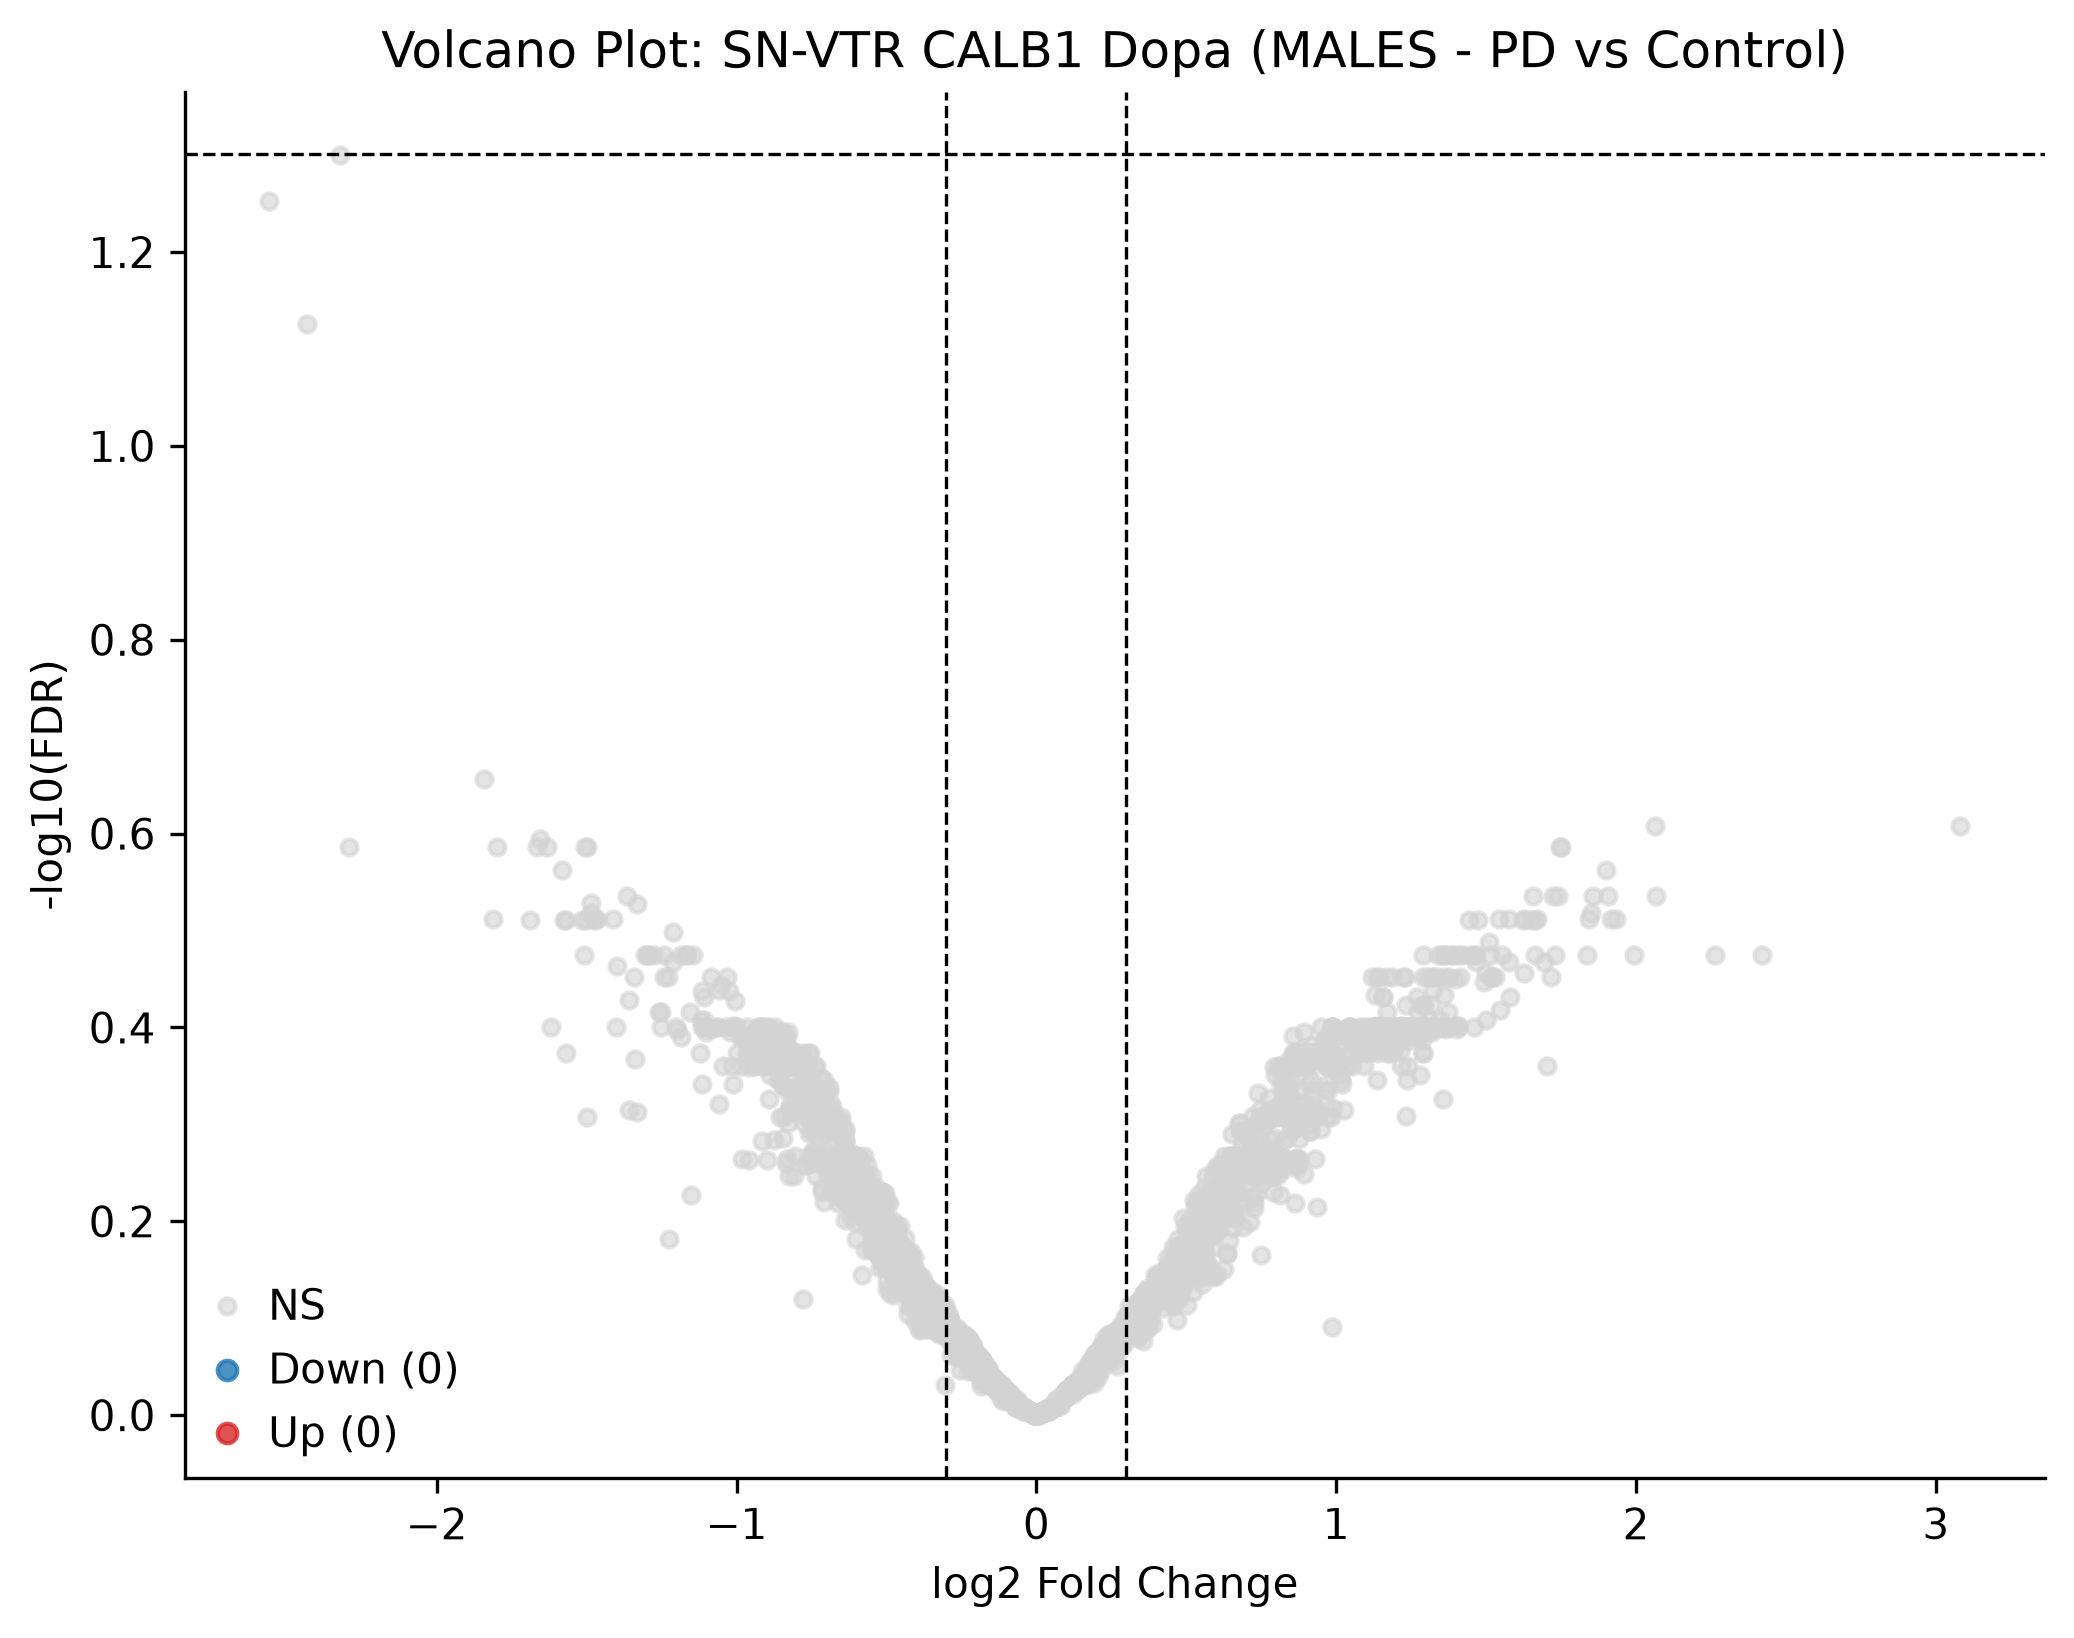 Volcano Plot: SN-VTR CALB1 Dopa (MALES - PD vs Control)
-log10(FDR)
1.2
1.0
0.8
0.6
0.4
0.2
0.0
NS
Down (0)
Up (0)
−2 −1 0 1 2 3
log2 Fold Change